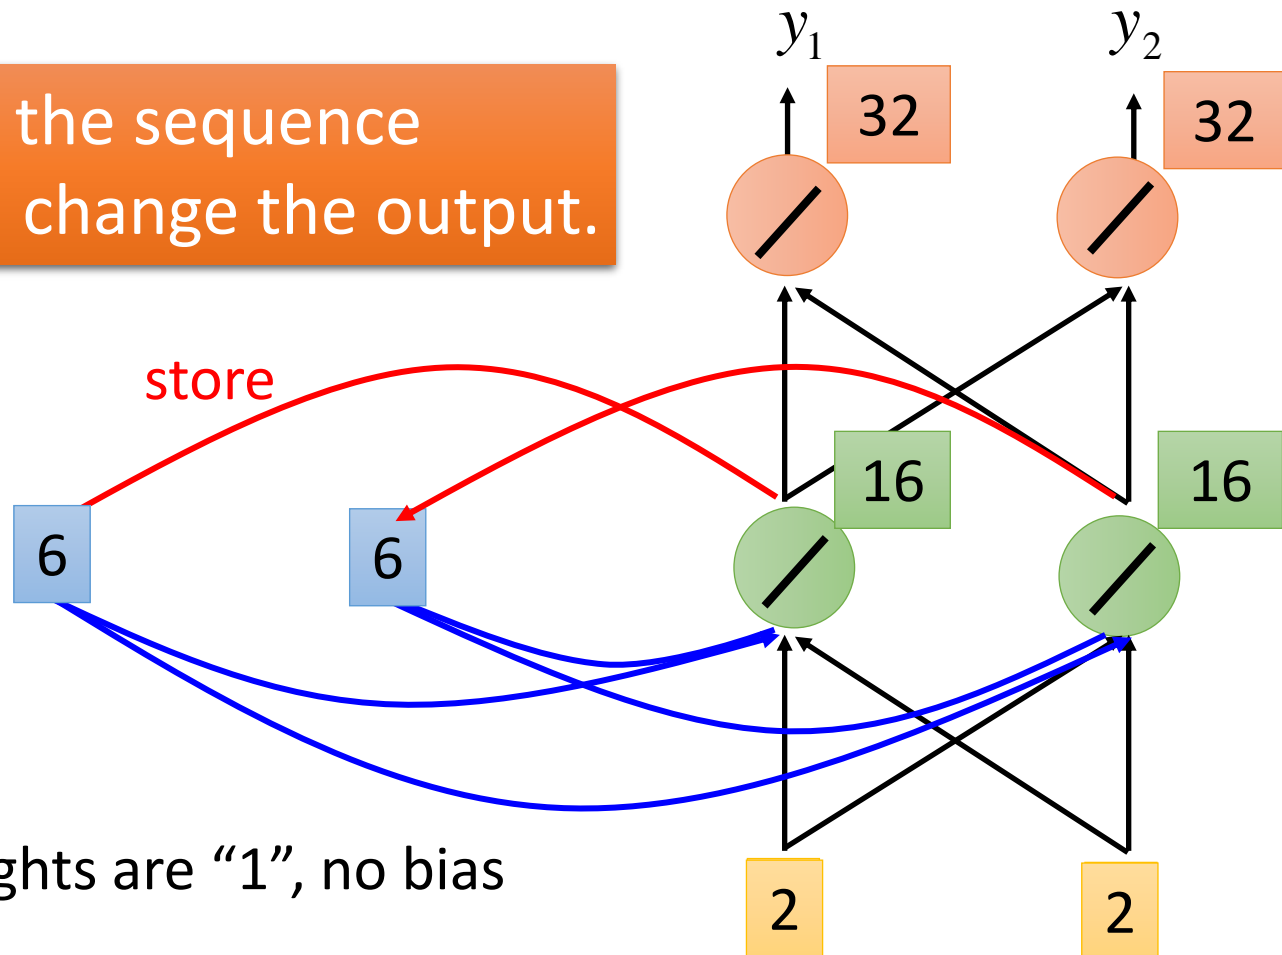 y₁ y₂
32 32
the sequence
change the output.
store
16 16
6 6
ghts are “1”, no bias
2 2